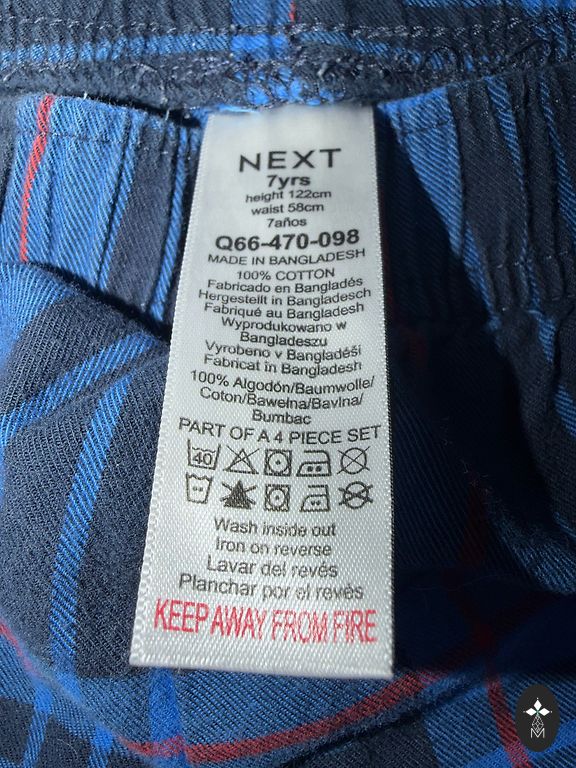 NEXT
7yrs
height 122cm
waist 58cm
7años
Q66-470-098
MADE IN BANGLADESH
100% COTTON
Fabricado en Bangladés
Hergestellt in Bangladesch
Fabriqué au Bangladesh
Wyprodukowano w
Bangladeszu
Vyrobeno v Bangladéši
Fabricat în Bangladesh
100% Algodón/Baumwolle/
Coton/Bawełna/Bavlna/
Bumbac
PART OF A 4 PIECE SET
40
Wash inside out
Iron on reverse
Lavar del revés
Planchar por el revés
KEEP AWAY FROM FIRE